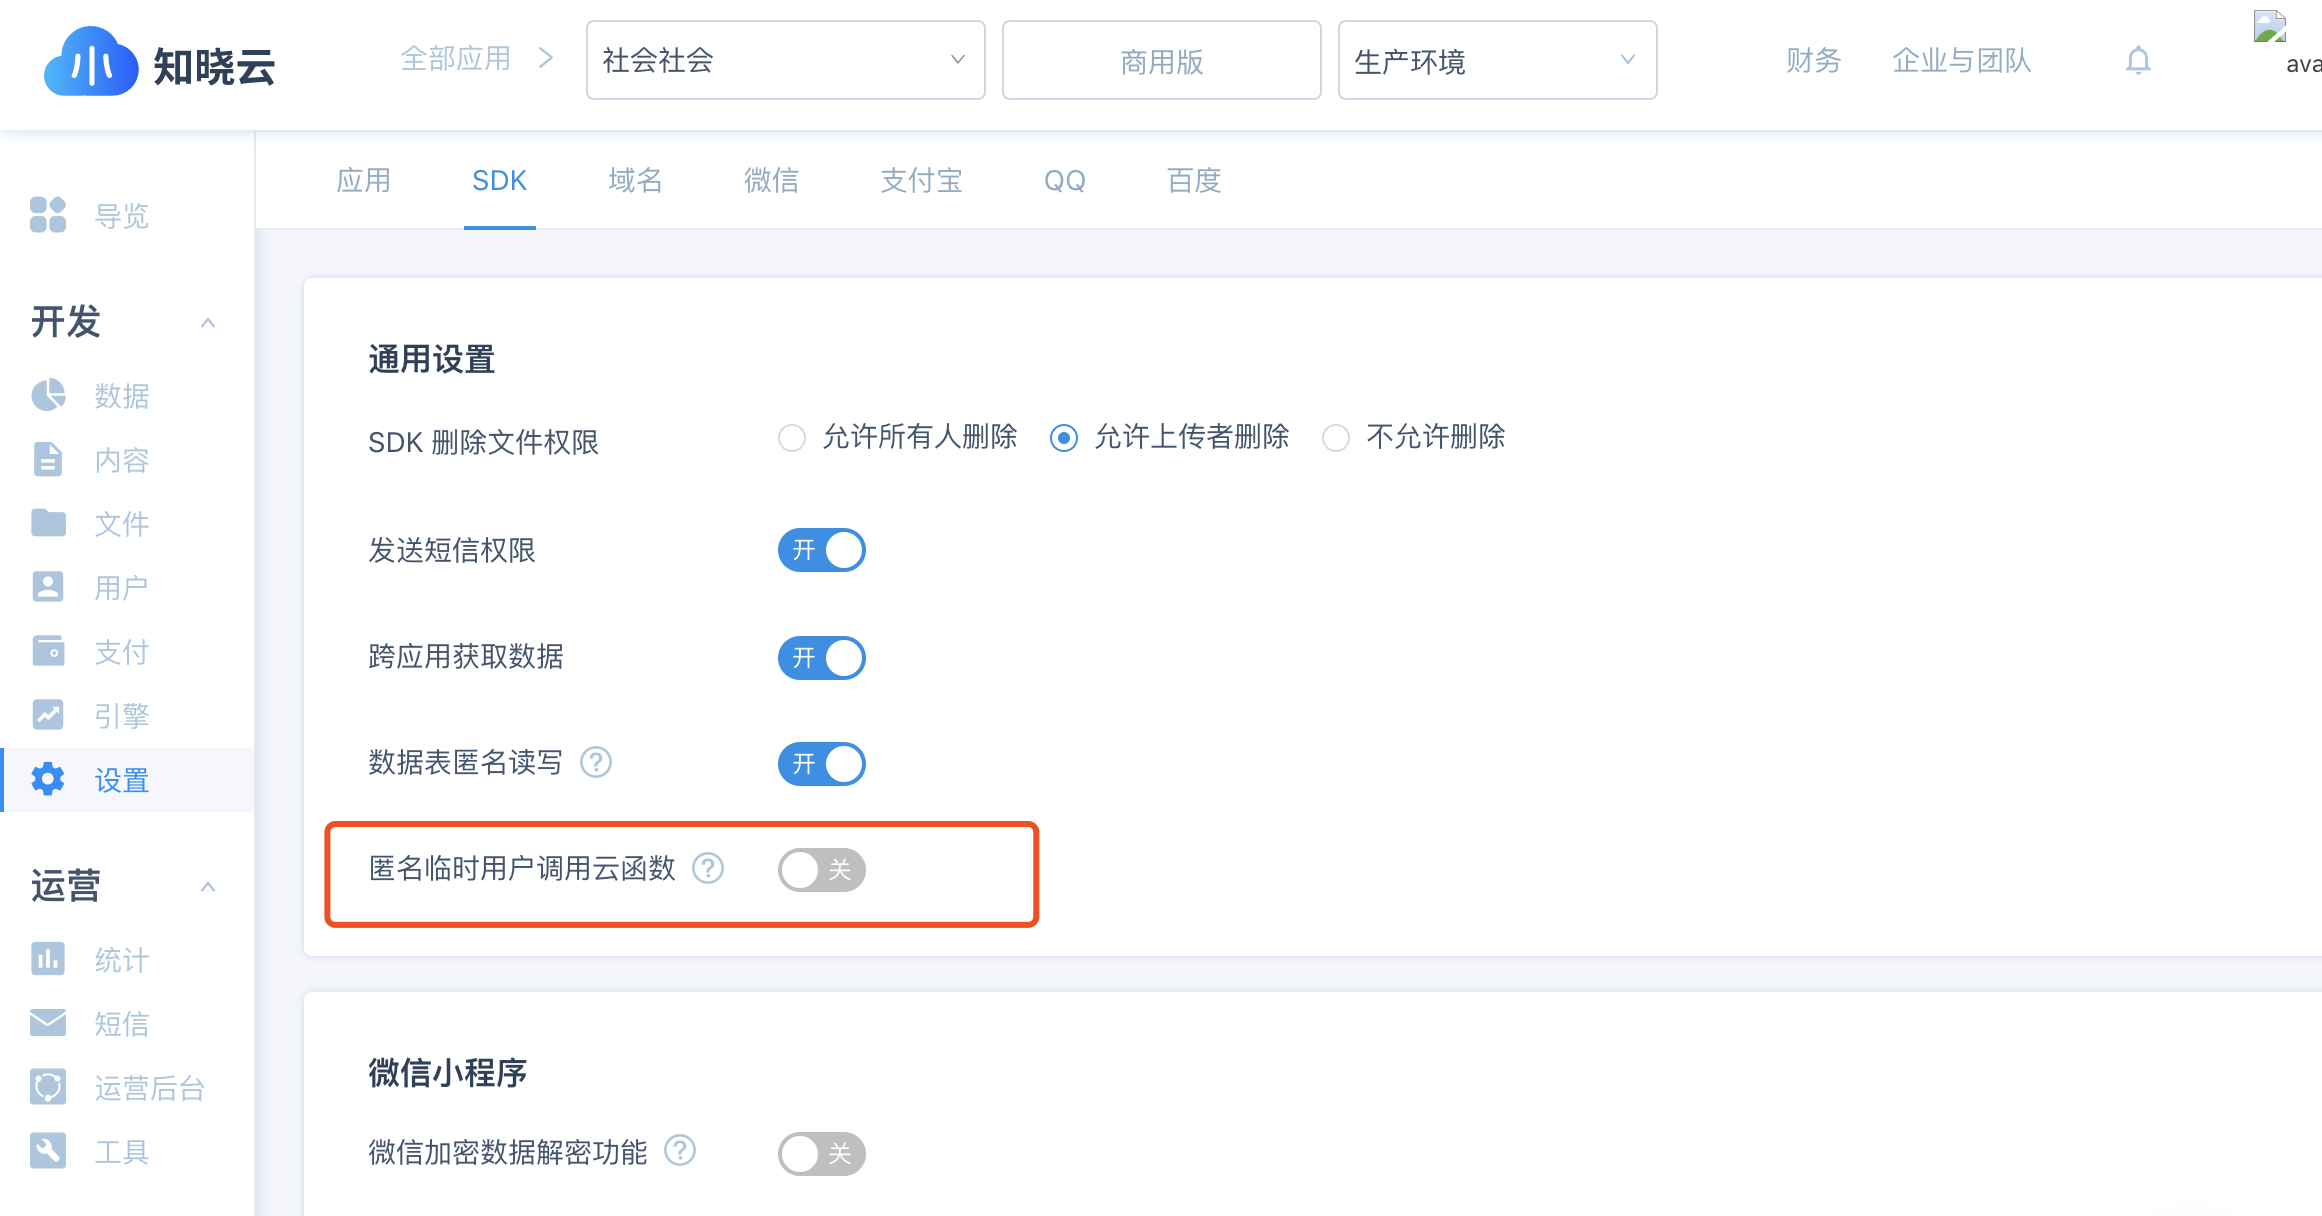 知晓云
全部应用 > 社会社会 商用版 生产环境 财务 企业与团队 ava
应用 SDK 域名 微信 支付宝 QQ 百度
导览
开发
数据
内容
文件
用户
支付
引擎
设置
运营
统计
短信
运营后台
工具
通用设置
SDK 删除文件权限 允许所有人删除 允许上传者删除 不允许删除
发送短信权限 开
跨应用获取数据 开
数据表匿名读写 ? 开
匿名临时用户调用云函数 ? 关
微信小程序
微信加密数据解密功能 ? 关